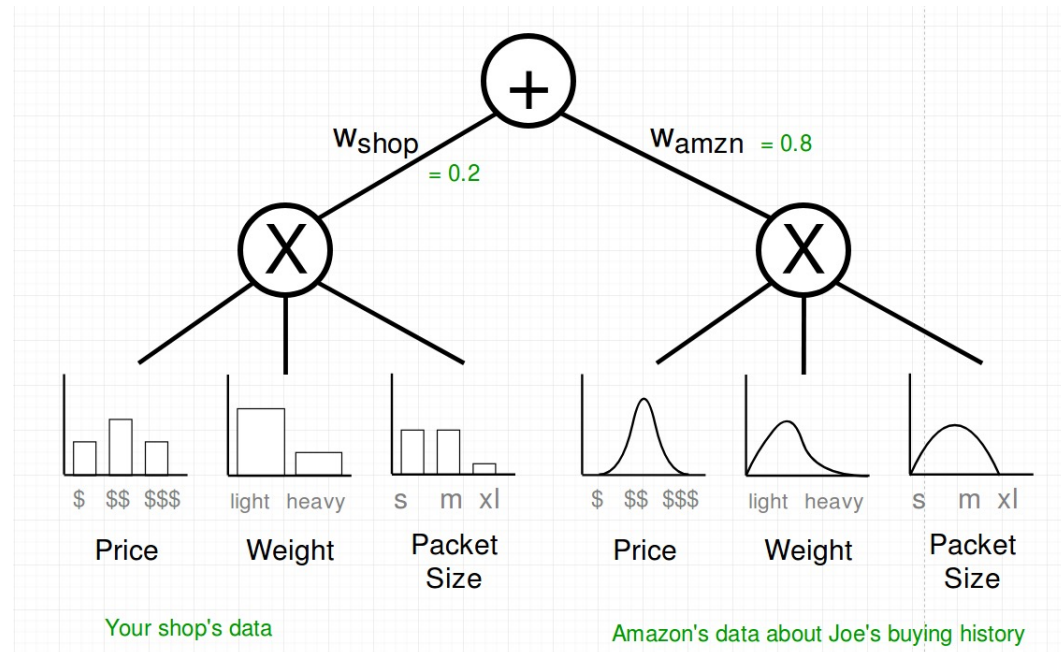 +
wshop
= 0.2
wamzn = 0.8
X
X
$ $$ $$$
light heavy
s m xl
$ $$ $$$
light heavy
s m xl
Price
Weight
Packet
Size
Price
Weight
Packet
Size
Your shop's data
Amazon's data about Joe's buying history